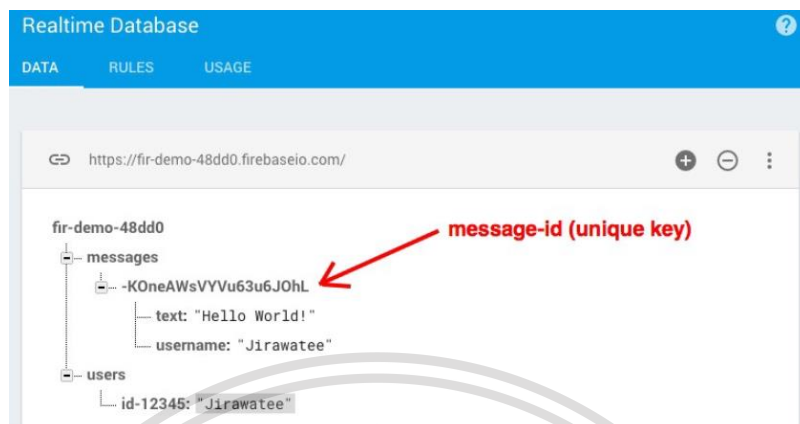 Realtime Database
DATA RULES USAGE
https://fir-demo-48dd0.firebaseio.com/
fir-demo-48dd0
message-id (unique key)
messages
-KOneAWsVYVu63u6JOhL
text: "Hello World!"
username: "Jirawatee"
users
id-12345: "Jirawatee"